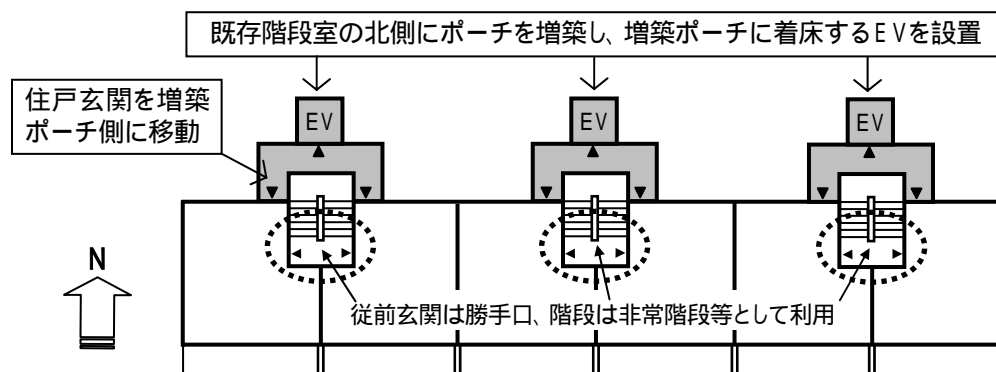 既存階段室の北側にポーチを増築し、増築ポーチに着床するEVを設置
住戸玄関を増築
ポーチ側に移動
EV
EV
EV
N
従前玄関は勝手口、階段は非常階段等として利用